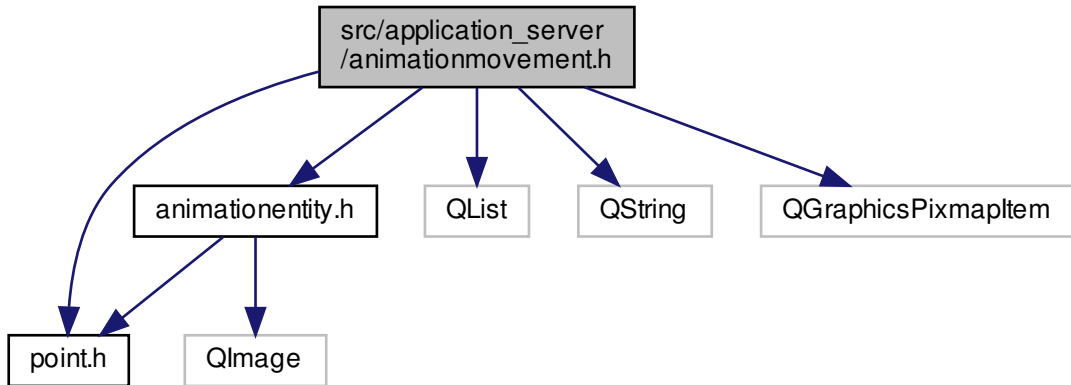 src/application_server
/animationmovement.h
animationentity.h
QList
QString
QGraphicsPixmapItem
point.h
QImage